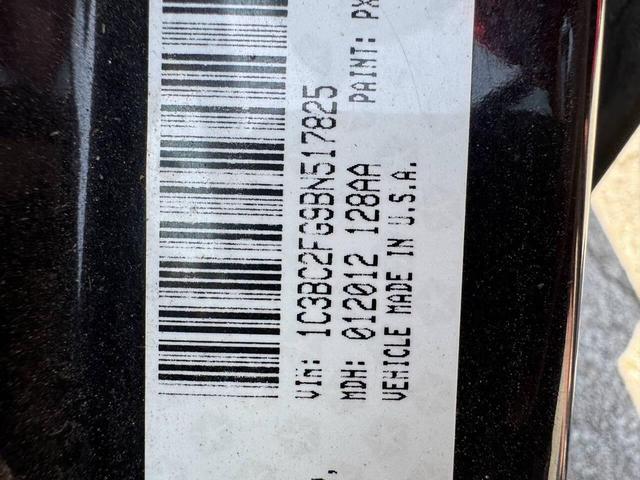 VIN: 1C3BC2FG9BN517825
MDH: 012012 128AA PAINT: PX
VEHICLE MADE IN U.S.A.